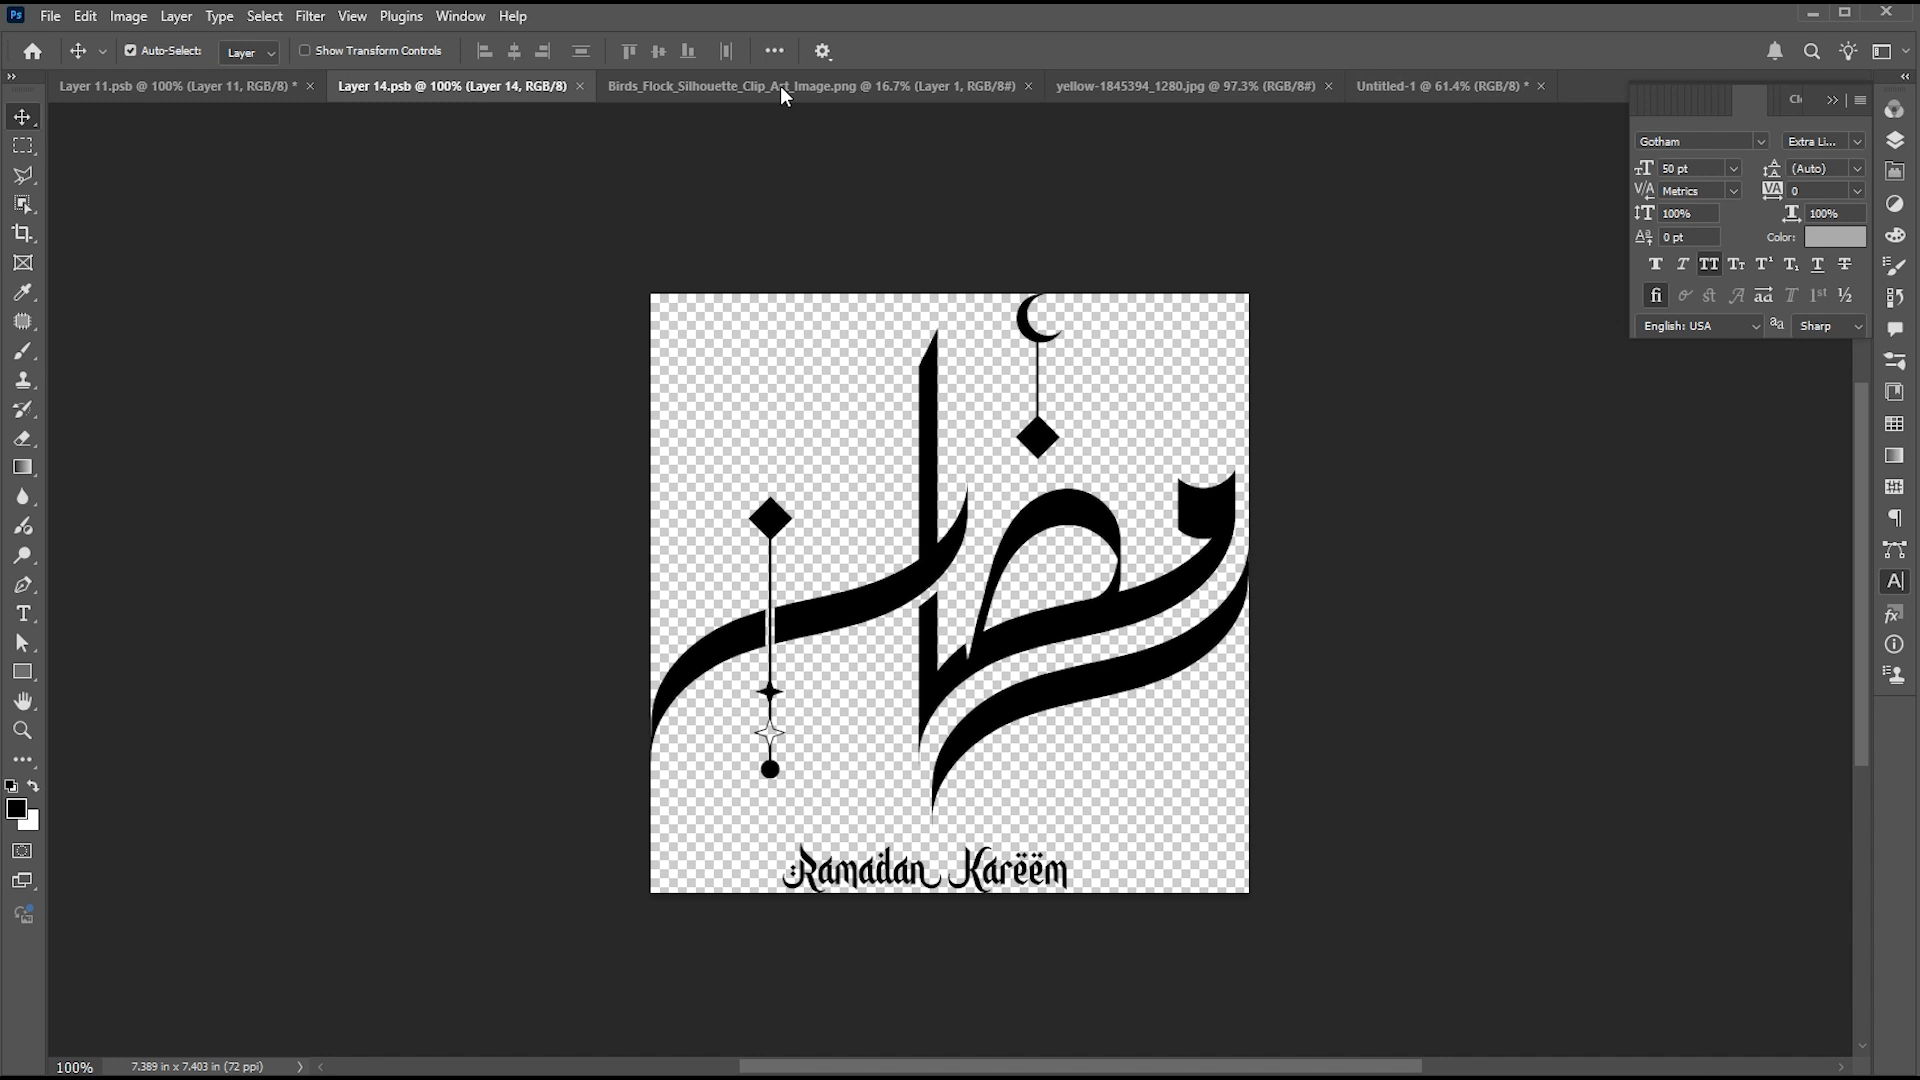 Ps File Edit Image Layer Type Select Filter View Plugins Window Help
Auto-Select: Layer Show Transform Controls
Layer 11.psb @ 100% (Layer 11, RGB/8) *
Layer 14.psb @ 100% (Layer 14, RGB/8)
Birds_Flock_Silhouette_Clip_Art_Image.png @ 16.7% (Layer 1, RGB/8#)
yellow-1845394_1280.jpg @ 97.3% (RGB/8#)
Untitled-1 @ 61.4% (RGB/8) *
Gotham Extra Li...
50 pt (Auto)
Metrics 0
100% 100%
0 pt Color:
English: USA Sharp
Ramadan Karëëm
100% 7.389 in x 7.403 in (72 ppi)